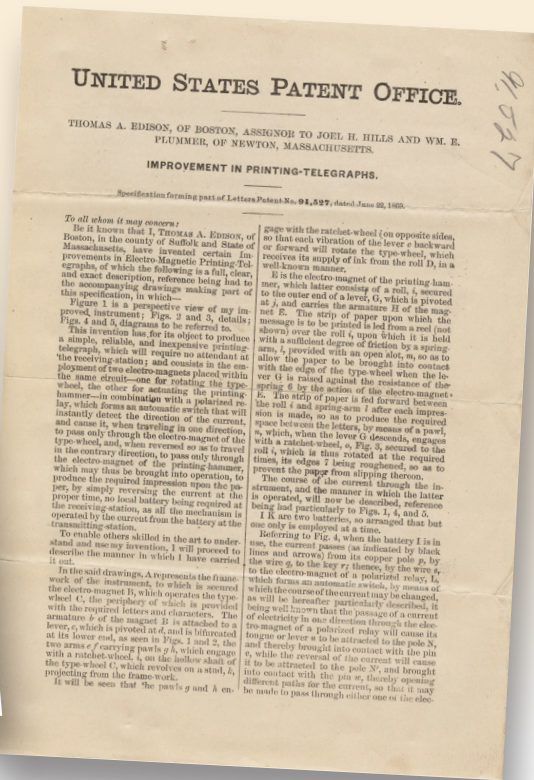 91,527
UNITED STATES PATENT OFFICE.
THOMAS A. EDISON, OF BOSTON, ASSIGNOR TO JOEL H. HILLS AND WM. E.
PLUMMER, OF NEWTON, MASSACHUSETTS.
IMPROVEMENT IN PRINTING-TELEGRAPHS.
Specification forming part of Letters Patent No. 91,527, dated June 22, 1869.
To all whom it may concern:
Be it known that I, THOMAS A. EDISON, of
Boston, in the county of Suffolk and State of
Massachusetts, have invented certain Im-
provements in Electro-Magnetic Printing-Tel-
egraphs, of which the following is a full, clear,
and exact description, reference being had to
the accompanying drawings making part of
this specification, in which—
Figure 1 is a perspective view of my im-
proved instrument; Figs. 2 and 3, details;
Figs. 4 and 5, diagrams to be referred to.
This invention has for its object to produce
a simple, reliable, and inexpensive printing-
telegraph, which will require no attendant at
the receiving-station; and consists in the em-
ployment of two electro-magnets placed within
the same circuit—one for rotating the type-
wheel, the other for actuating the printing-
hammer—in combination with a polarized re-
lay, which forms an automatic switch that will
instantly detect the direction of the current,
and cause it, when traveling in one direction,
to pass only through the electro-magnet of the
type-wheel, and, when reversed so as to travel
in the contrary direction, to pass only through
the electro-magnet of the printing-hammer,
which may thus be brought into operation, to
produce the required impression upon the pa-
per, by simply reversing the current at the
proper time, no local battery being required at
the receiving-station, as all the mechanism is
operated by the current from the battery at the
transmitting-station.
To enable others skilled in the art to under-
stand and use my invention, I will proceed to
describe the manner in which I have carried
it out.
In the said drawings, A represents the frame-
work of the instrument, to which is secured
the electro-magnet B, which operates the type-
wheel C, the periphery of which is provided
with the required letters and characters. The
armature b of the magnet B is attached to a
lever, c, which is pivoted at d, and is bifurcated
at its lower end, as seen in Figs. 1 and 2, the
two arms e f carrying pawls g h, which engage
with a ratchet-wheel, i, on the hollow shaft of
the type-wheel C, which revolves on a stud, k,
projecting from the frame-work.
It will be seen that the pawls g and h en-
gage with the ratchet-wheel i on opposite sides,
so that each vibration of the lever c backward
or forward will rotate the type-wheel, which
receives its supply of ink from the roll D, in a
well-known manner.
E is the electro-magnet of the printing-ham-
mer, which latter consists of a roll, i, secured
to the outer end of a lever, G, which is pivoted
at j, and carries the armature H of the mag-
net E. The strip of paper upon which the
message is to be printed is led from a reel (not
shown) over the roll i, upon which it is held
with a sufficient degree of friction by a spring-
arm, l, provided with an open slot, m, so as to
allow the paper to be brought into contact
with the edge of the type-wheel when the le-
ver G is raised against the resistance of the
spring 6 by the action of the electro-magnet
E. The strip of paper is fed forward between
the roll i and spring-arm l after each impres-
sion is made, so as to produce the required
space between the letters, by means of a pawl,
n, which, when the lever G descends, engages
with a ratchet-wheel, o, Fig. 3, secured to the
roll i, which is thus rotated at the required
times, its edges 7 being roughened, so as to
prevent the paper from slipping thereon.
The course of the current through the in-
strument, and the manner in which the latter
is operated, will now be described, reference
being had particularly to Figs. 1, 4, and 5.
I K are two batteries, so arranged that but
one only is employed at a time.
Referring to Fig. 4, when the battery I is in
use, the current passes (as indicated by black
lines and arrows) from its copper pole p, by
the wire q, to the key r; thence, by the wire s,
to the electro-magnet of a polarized relay, L,
which forms an automatic switch, by means of
which the course of the current may be changed,
as will be hereafter particularly described, it
being well known that the passage of a current
of electricity in one direction through the elec-
tro-magnet of a polarized relay will cause its
tongue or lever u to be attracted to the pole N,
and thereby brought into contact with the pin
v, while the reversal of the current will cause
it to be attracted to the pole N', and brought
into contact with the pin w, thereby opening
different paths for the current, so that it may
be made to pass through either one or the elec-